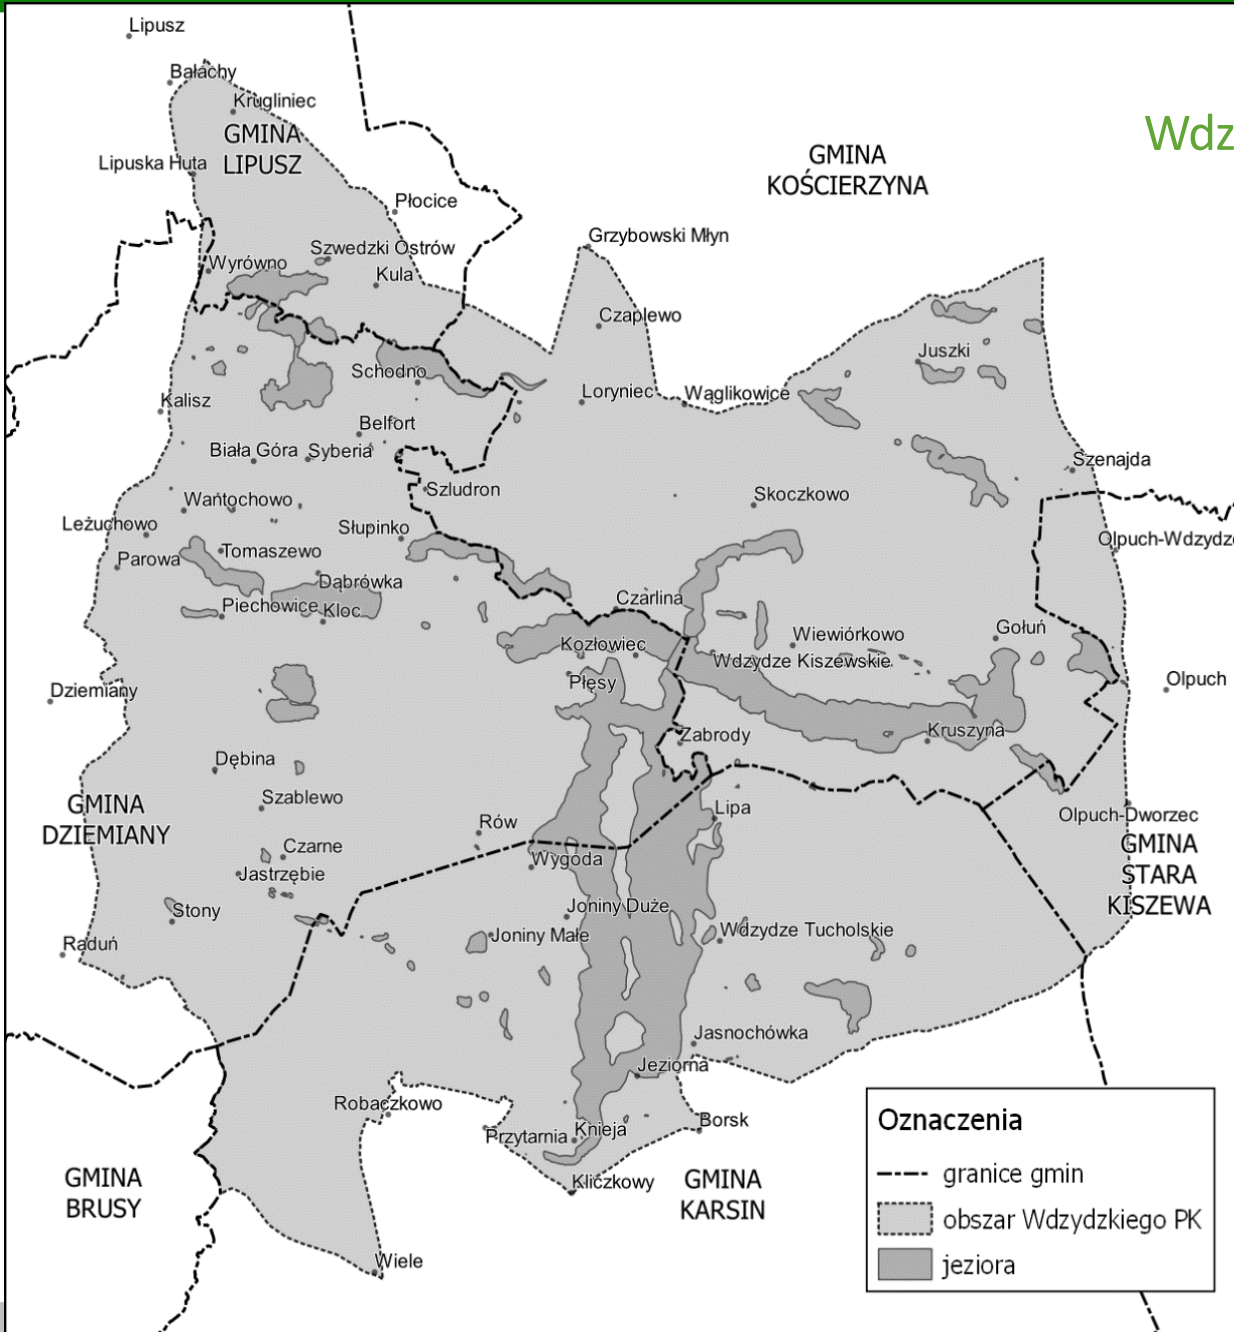 Lipusz
Bałachy
Krugliniec
GMINA
LIPUSZ
Wdz
Lipuska Huta
GMINA
KOŚCIERZYNA
Płocice
Grzybowski Młyn
Szwedzki Ostrów
Wyrówno
Kula
Czaplewo
Juszki
Schodno
Loryniec
Wąglikowice
Kalisz
Belfort
Biała Góra
Syberia
Szenajda
Szludron
Skoczkowo
Wantochowo
Leżuchowo
Słupinko
Olpuch-Wdzydze
Parowa
Tomaszewo
Dąbrówka
Piechowice
Kloc
Czarlina
Gołuń
Wiewiórkowo
Kozłowiec
Wdzydze Kiszewskie
Płęsy
Olpuch
Dziemiany
Zabrody
Kruszyna
Dębina
Szablewo
GMINA
DZIEMIANY
Lipa
Olpuch-Dworzec
Rów
Czarne
Wygoda
GMINA
STARA
KISZEWA
Jastrzębie
Stony
Joniny Duże
Joniny Małe
Wdzydze Tucholskie
Raduń
Jasnochówka
Jeziorna
Robaczkowo
Borsk
Przytarnia
Knieja
Kliczkowy
GMINA
BRUSY
GMINA
KARSIN
Wiele
Oznaczenia
granice gmin
obszar Wdzydzkiego PK
jeziora